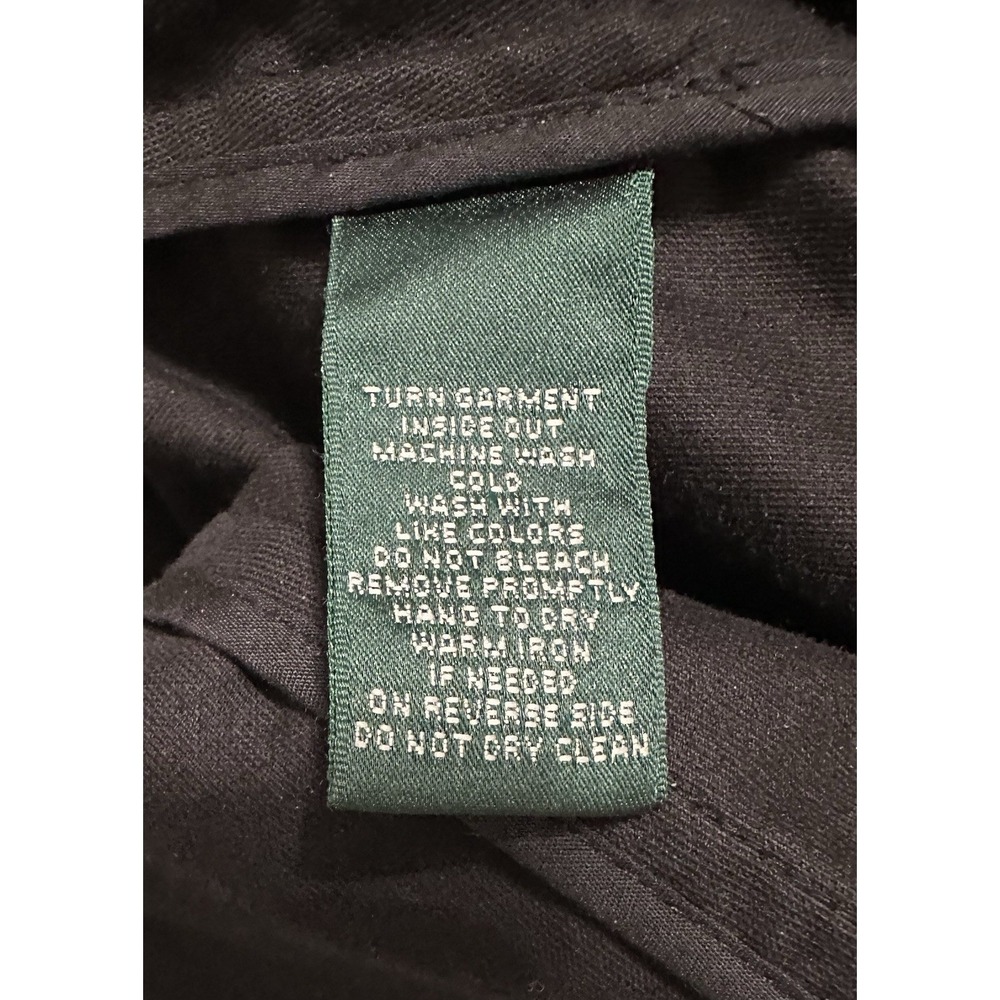 TURN GARMENT
INSIDE OUT
MACHINE WASH
COLD
WASH WITH
LIKE COLORS
DO NOT BLEACH
REMOVE PROMPTLY
HANG TO DRY
WARM IRON
IF NEEDED
ON REVERSE SIDE
DO NOT DRY CLEAN